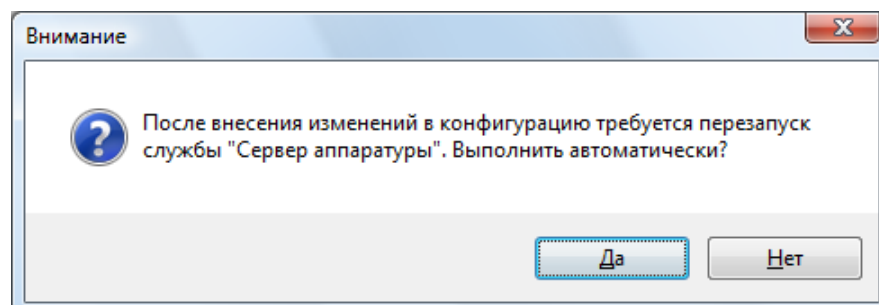 Внимание
После внесения изменений в конфигурацию требуется перезапуск
службы "Сервер аппаратуры". Выполнить автоматически?
Да
Нет